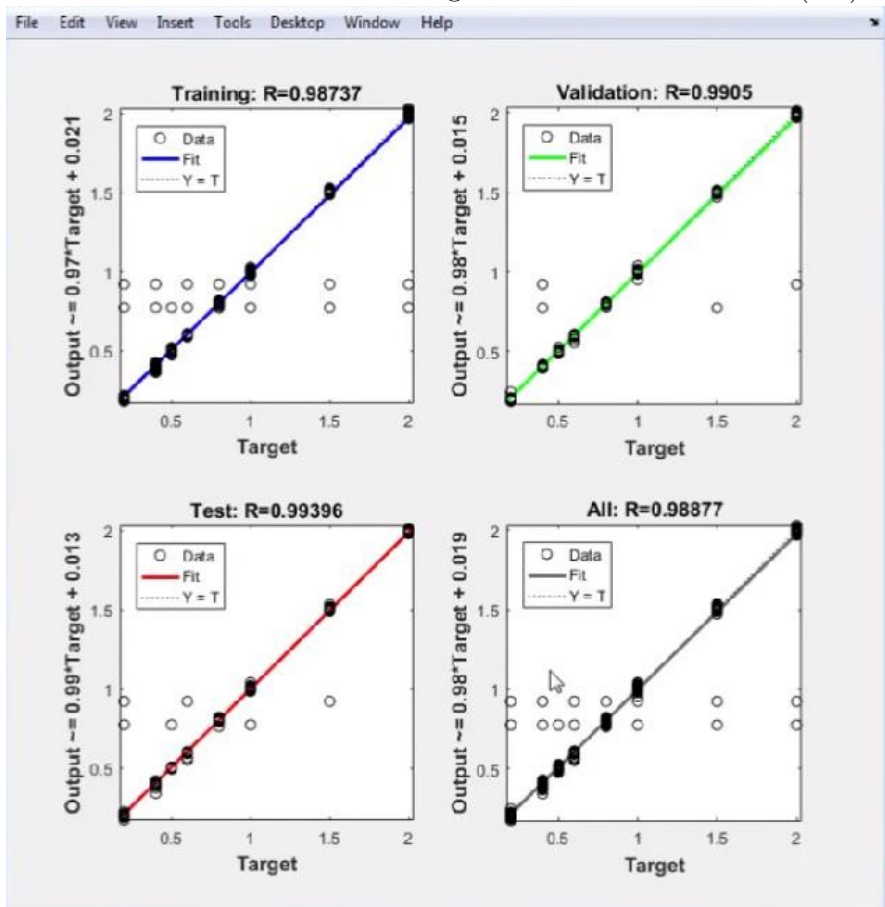 File Edit View Insert Tools Desktop Window Help
Training: R=0.98737
Output ~= 0.97*Target + 0.021
2
1.5
1
0.5
Data
Fit
Y = T
0.5 1 1.5 2
Target
Validation: R=0.9905
Output ~= 0.98*Target + 0.015
2
1.5
1
0.5
Data
Fit
Y = T
0.5 1 1.5 2
Target
Test: R=0.99396
Output ~= 0.99*Target + 0.013
2
1.5
1
0.5
Data
Fit
Y = T
0.5 1 1.5 2
Target
All: R=0.98877
Output ~= 0.98*Target + 0.019
2
1.5
1
0.5
Data
Fit
Y = T
0.5 1 1.5 2
Target